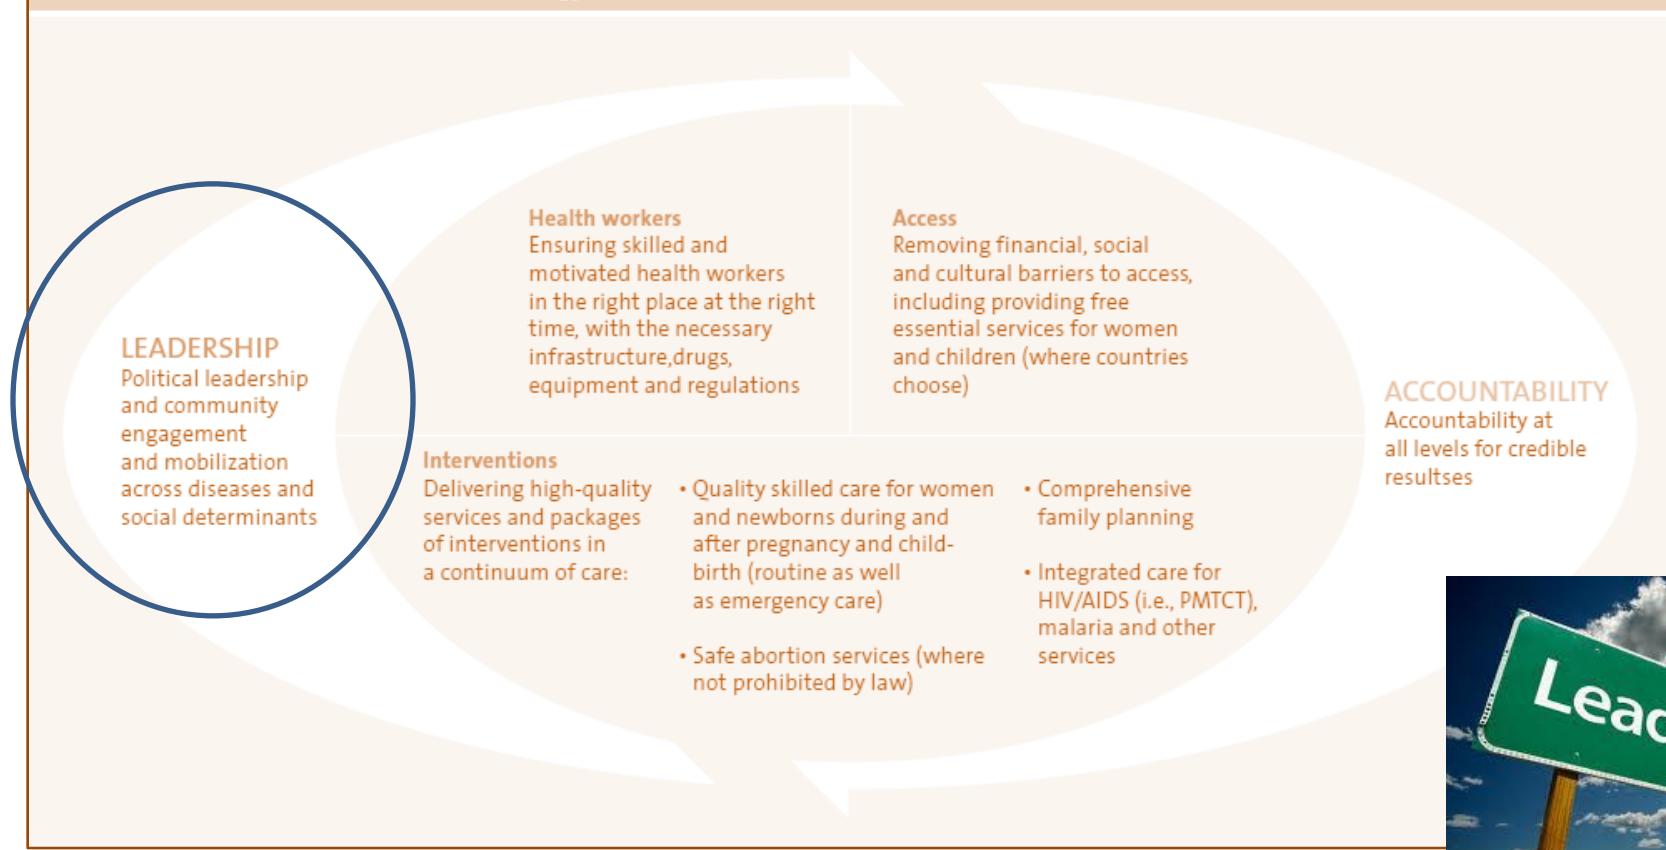 LEADERSHIP
Political leadership
and community
engagement
and mobilization
across diseases and
social determinants
Health workers
Ensuring skilled and
motivated health workers
in the right place at the right
time, with the necessary
infrastructure,drugs,
equipment and regulations
Access
Removing financial, social
and cultural barriers to access,
including providing free
essential services for women
and children (where countries
choose)
Interventions
Delivering high-quality
services and packages
of interventions in
a continuum of care:
• Quality skilled care for women
and newborns during and
after pregnancy and child-
birth (routine as well
as emergency care)
• Safe abortion services (where
not prohibited by law)
• Comprehensive
family planning
• Integrated care for
HIV/AIDS (i.e., PMTCT),
malaria and other
services
ACCOUNTABILITY
Accountability at
all levels for credible
resultses